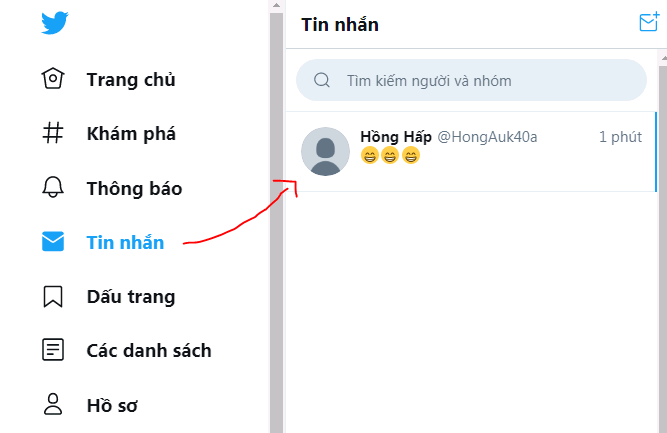 Trang chủ
Khám phá
Thông báo
Tin nhắn
Dấu trang
Các danh sách
Hồ sơ
Tin nhắn
Tìm kiếm người và nhóm
Hồng Hấp @HongAuk40a 1 phút
😁😁😁